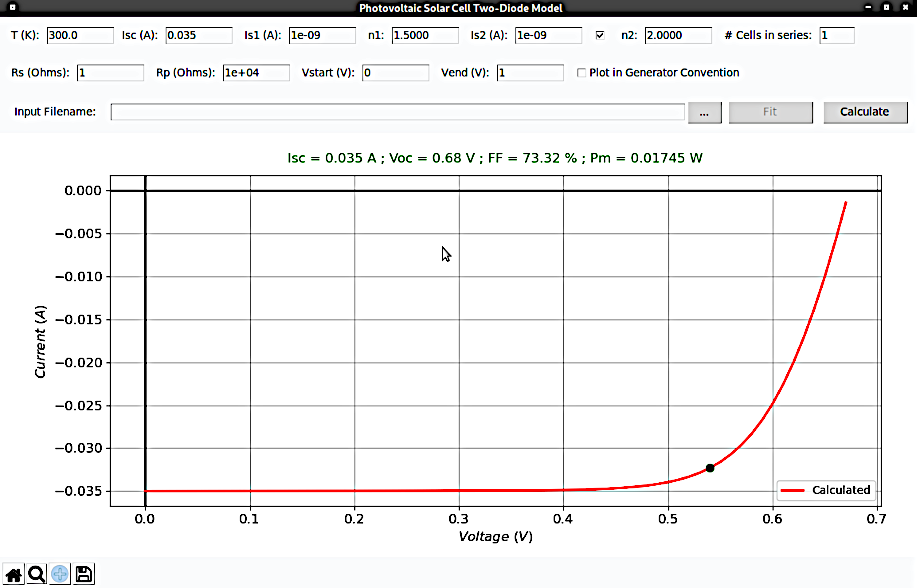 Photovoltaic Solar Cell Two-Diode Model
T (K): 300.0 Isc (A): 0.035 Is1 (A): 1e-09 n1: 1.5000 Is2 (A): 1e-09 n2: 2.0000 # Cells in series: 1
Rs (Ohms): 1 Rp (Ohms): 1e+04 Vstart (V): 0 Vend (V): 1 Plot in Generator Convention
Input Filename: ... Fit Calculate
Isc = 0.035 A ; Voc = 0.68 V ; FF = 73.32 % ; Pm = 0.01745 W
0.000
−0.005
−0.010
−0.015
−0.020
−0.025
−0.030
−0.035
Current (A)
Calculated
0.0 0.1 0.2 0.3 0.4 0.5 0.6 0.7
Voltage (V)